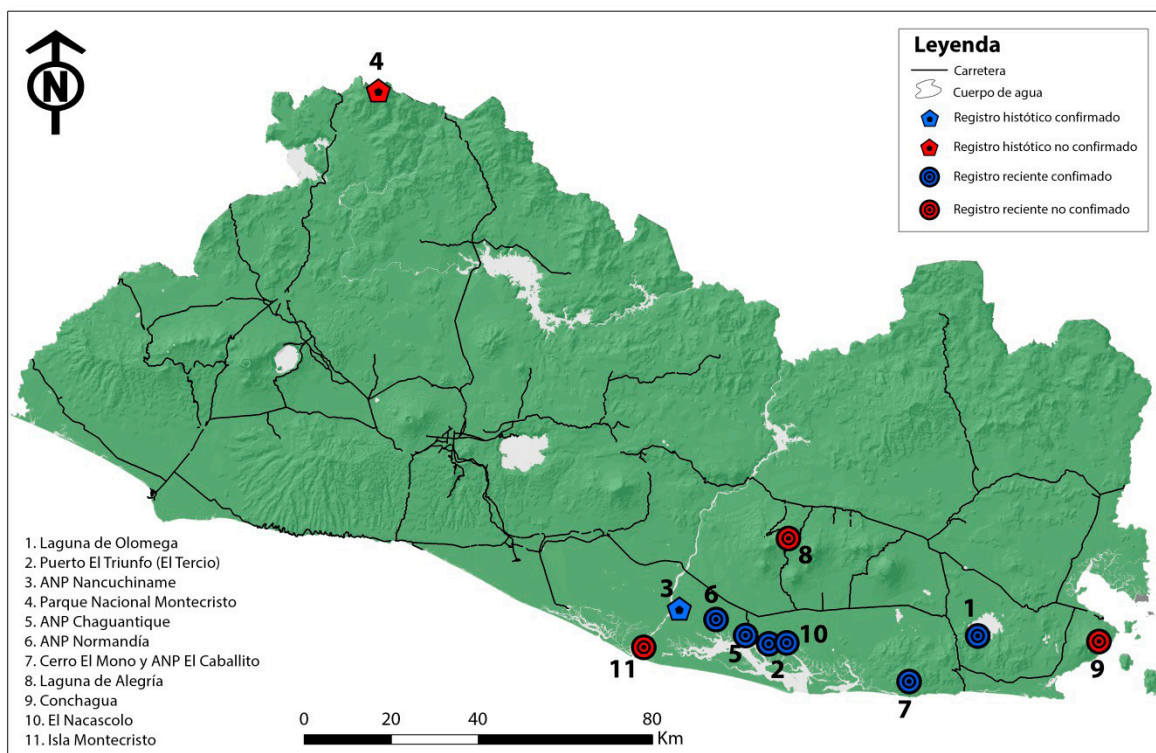 N
4
Leyenda
Carretera
Cuerpo de agua
Registro histótico confirmado
Registro histótico no confirmado
Registro reciente confimado
Registro reciente no confimado
8
3
6
1
5
2
10
11
7
9
1. Laguna de Olomega
2. Puerto El Triunfo (El Tercio)
3. ANP Nancuchiname
4. Parque Nacional Montecristo
5. ANP Chaguantique
6. ANP Normandía
7. Cerro El Mono y ANP El Caballito
8. Laguna de Alegría
9. Conchagua
10. El Nacascolo
11. Isla Montecristo
0 20 40 80
Km